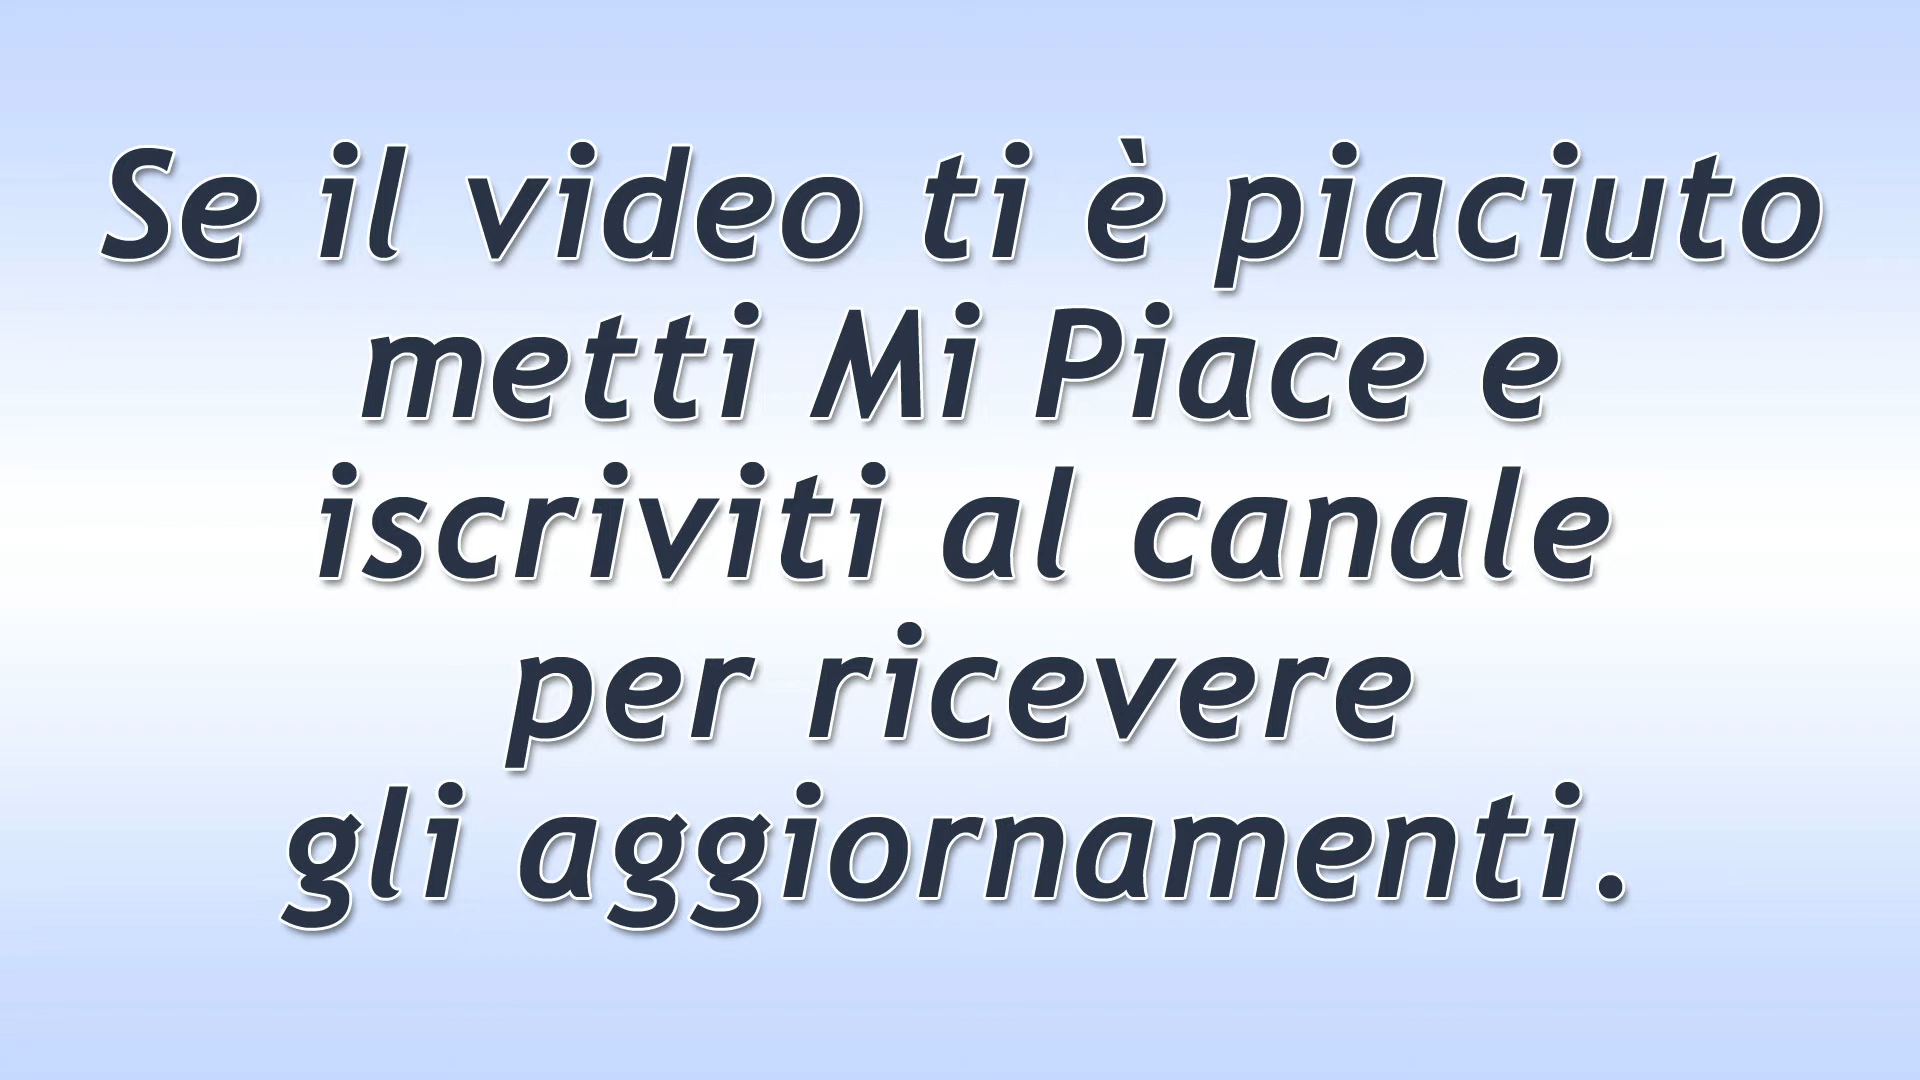 Se il video ti è piaciuto
metti Mi Piace e
iscriviti al canale
per ricevere
gli aggiornamenti.